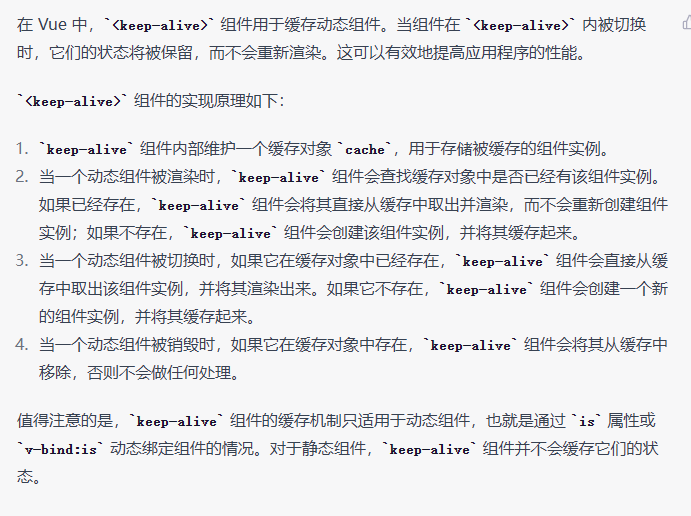 在 Vue 中，`<keep-alive>` 组件用于缓存动态组件。当组件在 `<keep-alive>` 内被切换
时，它们的状态将被保留，而不会重新渲染。这可以有效地提高应用程序的性能。
`<keep-alive>` 组件的实现原理如下：
1. `keep-alive` 组件内部维护一个缓存对象 `cache`，用于存储被缓存的组件实例。
2. 当一个动态组件被渲染时，`keep-alive` 组件会查找缓存对象中是否已经有该组件实例。
如果已经存在，`keep-alive` 组件会将其直接从缓存中取出并渲染，而不会重新创建组件
实例；如果不存在，`keep-alive` 组件会创建该组件实例，并将其缓存起来。
3. 当一个动态组件被切换时，如果它在缓存对象中已经存在，`keep-alive` 组件会直接从缓
存中取出该组件实例，并将其渲染出来。如果它不存在，`keep-alive` 组件会创建一个新
的组件实例，并将其缓存起来。
4. 当一个动态组件被销毁时，如果它在缓存对象中存在，`keep-alive` 组件会将其从缓存中
移除，否则不会做任何处理。
值得注意的是，`keep-alive` 组件的缓存机制只适用于动态组件，也就是通过 `is` 属性或
`v-bind:is` 动态绑定组件的情况。对于静态组件，`keep-alive` 组件并不会缓存它们的状
态。